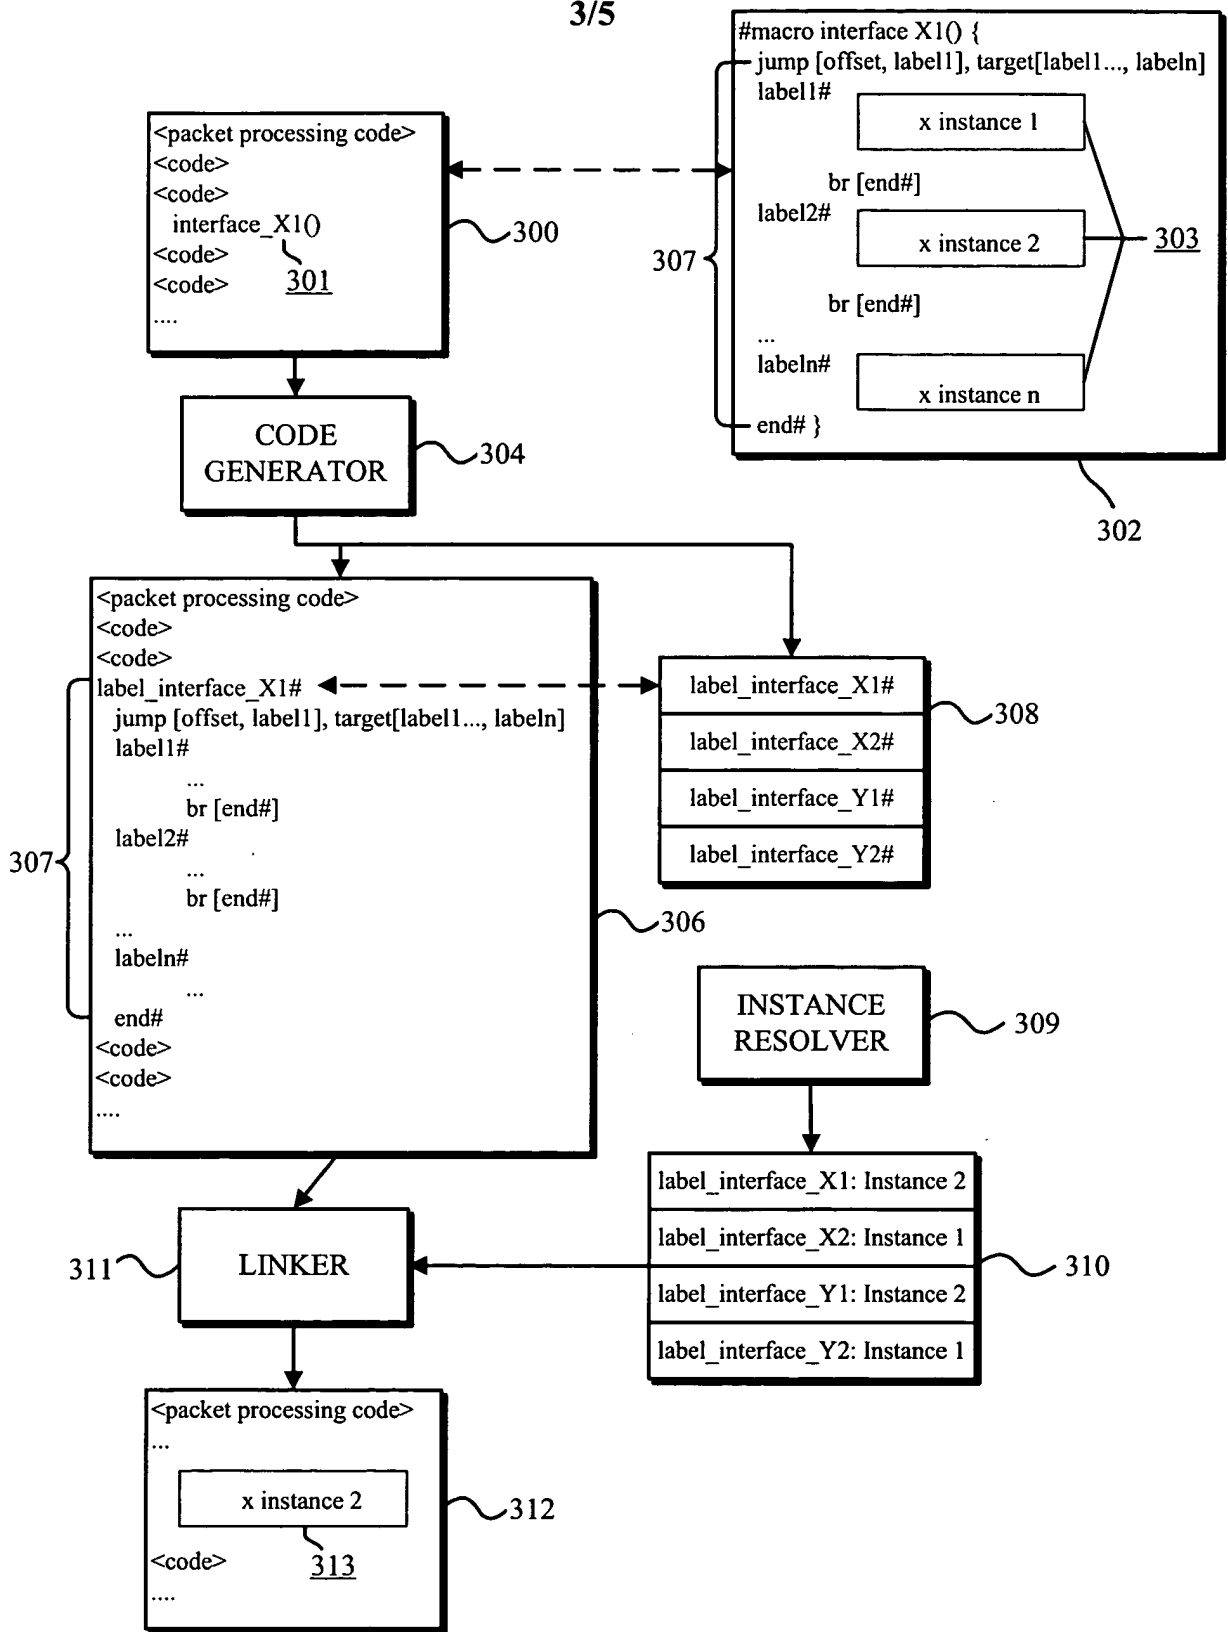 3/5
#macro interface X1() {
jump [offset, label1], target[label1..., labeln]
label1#
x instance 1
br [end#]
label2#
x instance 2
br [end#]
...
labeln#
x instance n
end# }
307
303
302
<packet processing code>
<code>
<code>
interface_X1()
<code>
<code>
....
301
300
CODE
GENERATOR
304
<packet processing code>
<code>
<code>
label_interface_X1#
jump [offset, label1], target[label1..., labeln]
label1#
...
br [end#]
label2#
...
br [end#]
...
labeln#
...
end#
<code>
<code>
....
307
306
label_interface_X1#
label_interface_X2#
label_interface_Y1#
label_interface_Y2#
308
INSTANCE
RESOLVER
309
label_interface_X1: Instance 2
label_interface_X2: Instance 1
label_interface_Y1: Instance 2
label_interface_Y2: Instance 1
310
LINKER
311
<packet processing code>
...
x instance 2
313
<code>
....
312